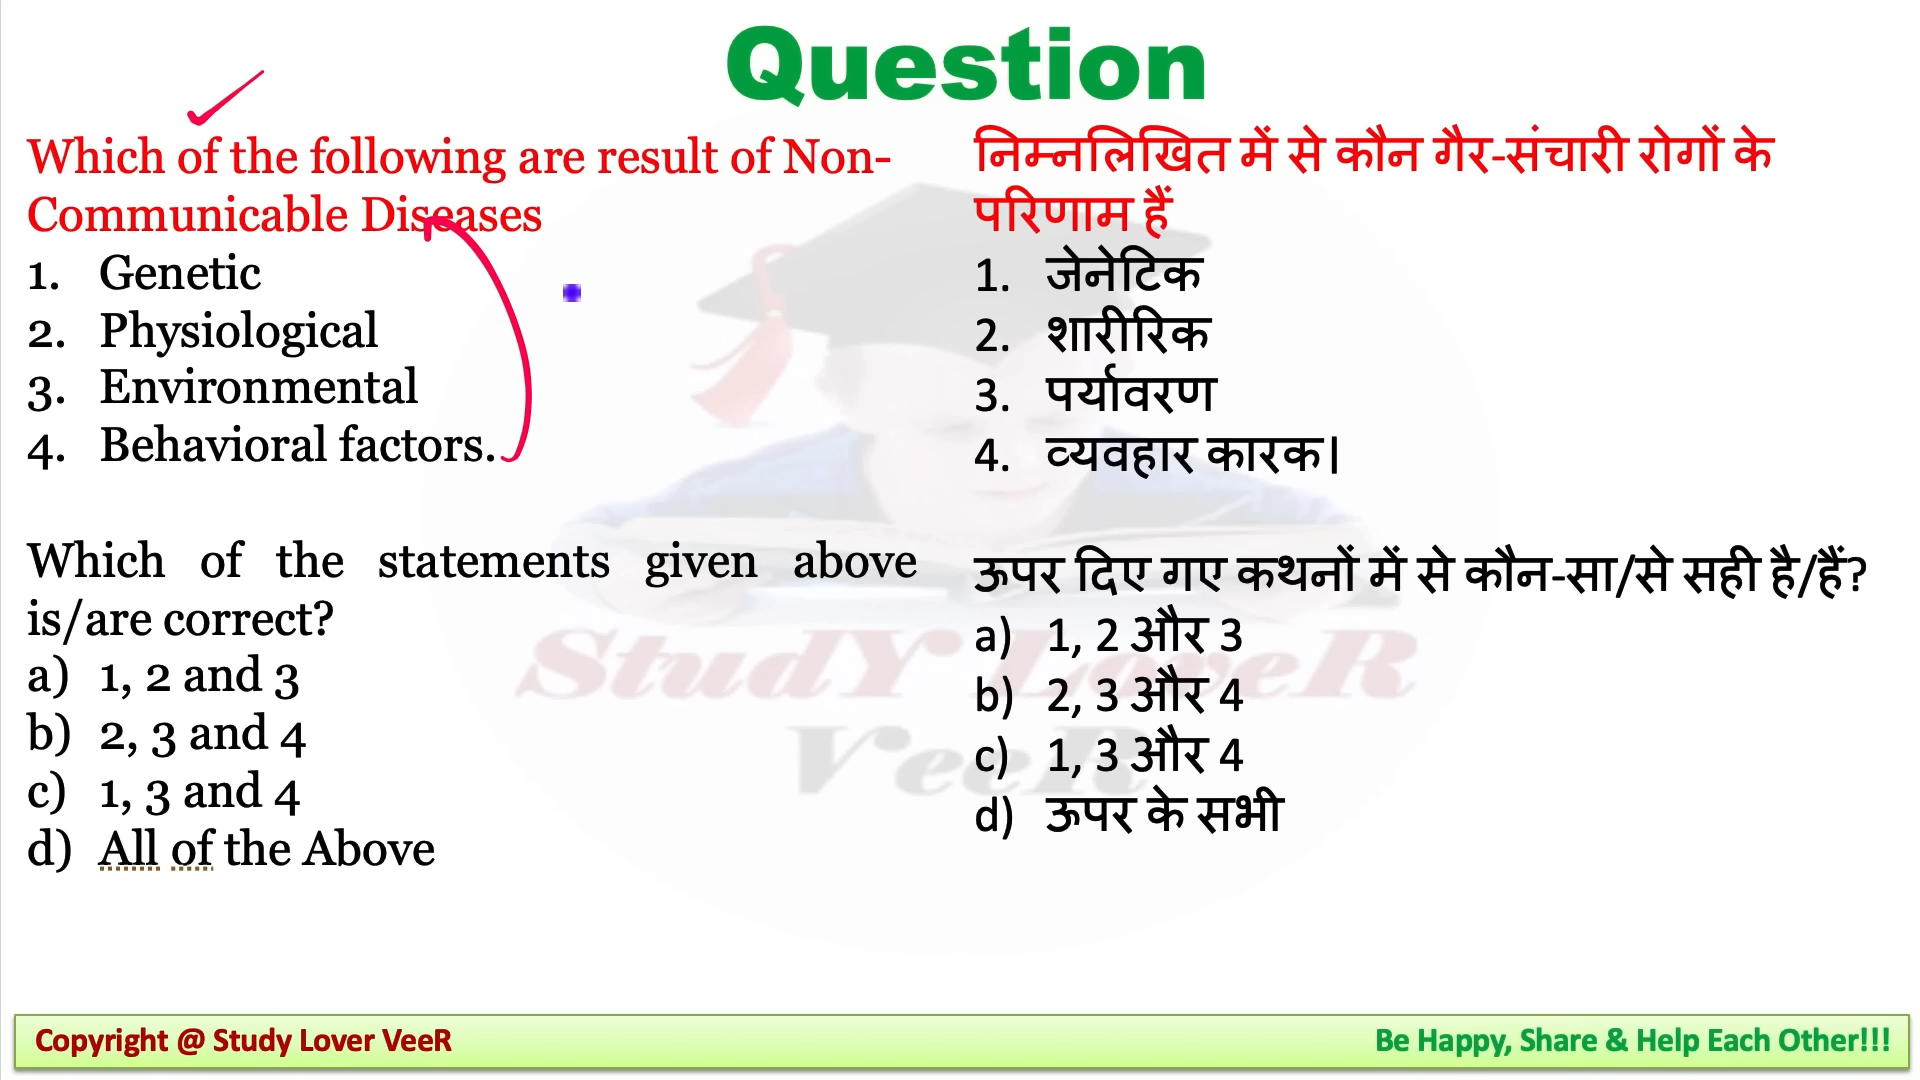 Question
Which of the following are result of Non-
Communicable Diseases
1. Genetic
2. Physiological
3. Environmental
4. Behavioral factors.
Which of the statements given above
is/are correct?
a) 1, 2 and 3
b) 2, 3 and 4
c) 1, 3 and 4
d) All of the Above
निम्नलिखित में से कौन गैर-संचारी रोगों के
परिणाम हैं
1. जेनेटिक
2. शारीरिक
3. पर्यावरण
4. व्यवहार कारक।
ऊपर दिए गए कथनों में से कौन-सा/से सही है/हैं?
a) 1, 2 और 3
b) 2, 3 और 4
c) 1, 3 और 4
d) ऊपर के सभी
StudY LoveR
VeeR
Copyright @ Study Lover VeeR
Be Happy, Share & Help Each Other!!!